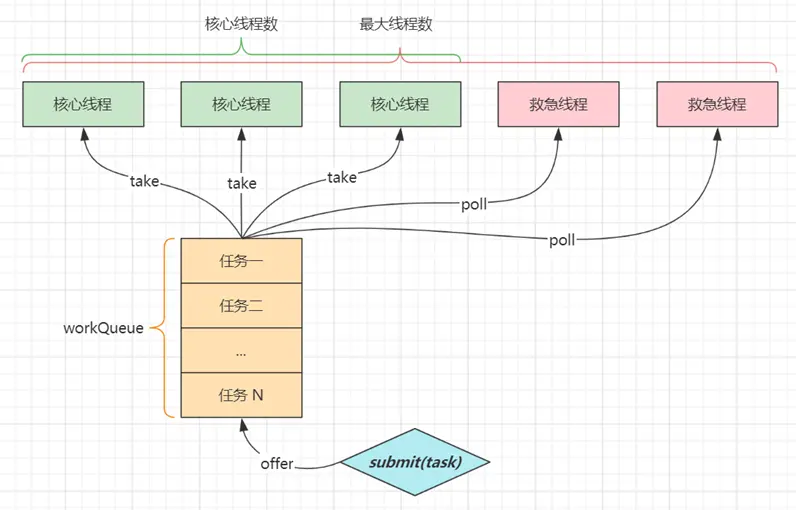 核心线程数
最大线程数
核心线程
核心线程
核心线程
救急线程
救急线程
take
take
take
poll
poll
任务一
任务二
...
任务 N
workQueue
offer
submit(task)